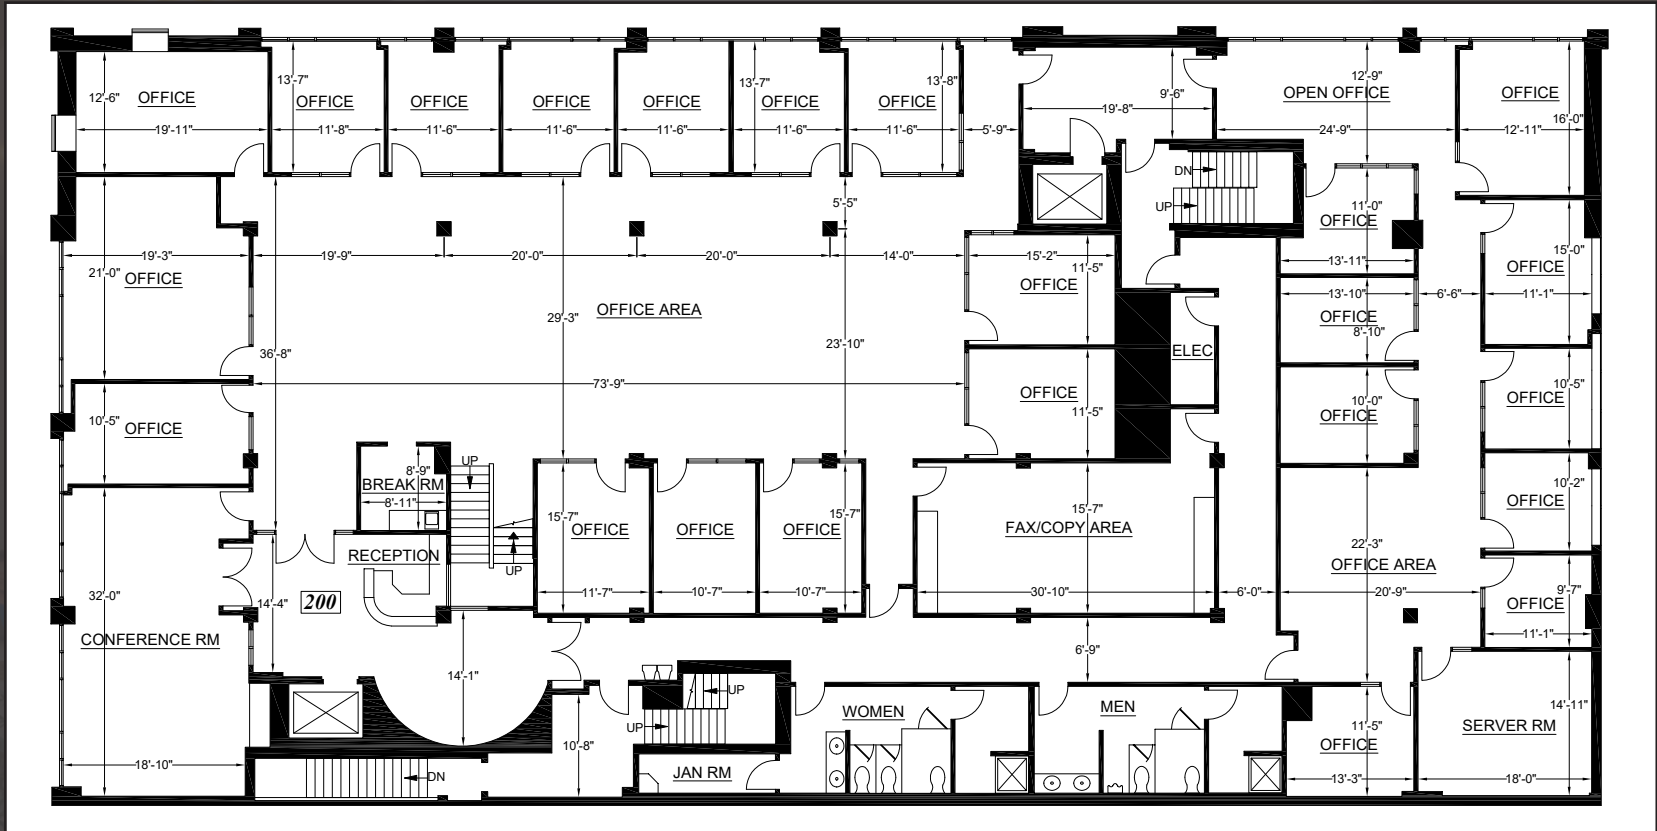 12'-6"
OFFICE
19'-11"
13'-7"
OFFICE
11'-8"
OFFICE
11'-6"
OFFICE
11'-6"
OFFICE
11'-6"
13'-7"
OFFICE
11'-6"
13'-8"
OFFICE
11'-6"
5'-9"
19'-8"
9'-6"
12'-9"
OPEN OFFICE
24'-9"
OFFICE
16'-0"
12'-11"
DN
UP
5'-5"
11'-0"
OFFICE
13'-11"
19'-3"
21'-0"
OFFICE
19'-9"
20'-0"
20'-0"
14'-0"
15'-2"
11'-5"
OFFICE
15'-0"
OFFICE
11'-1"
13'-10"
OFFICE
8'-10"
6'-6"
OFFICE AREA
29'-3"
23'-10"
36'-8"
73'-9"
ELEC
OFFICE
11'-5"
10'-0"
OFFICE
10'-5"
OFFICE
10'-5"
OFFICE
8'-9"
BREAK RM
8'-11"
UP
UP
15'-7"
OFFICE
11'-7"
OFFICE
10'-7"
15'-7"
OFFICE
10'-7"
15'-7"
FAX/COPY AREA
30'-10"
6'-0"
22'-3"
OFFICE AREA
20'-9"
10'-2"
OFFICE
9'-7"
OFFICE
11'-1"
RECEPTION
200
14'-4"
32'-0"
CONFERENCE RM
18'-10"
14'-1"
6'-9"
UP
UP
10'-8"
DN
JAN RM
WOMEN
MEN
11'-5"
OFFICE
13'-3"
14'-11"
SERVER RM
18'-0"